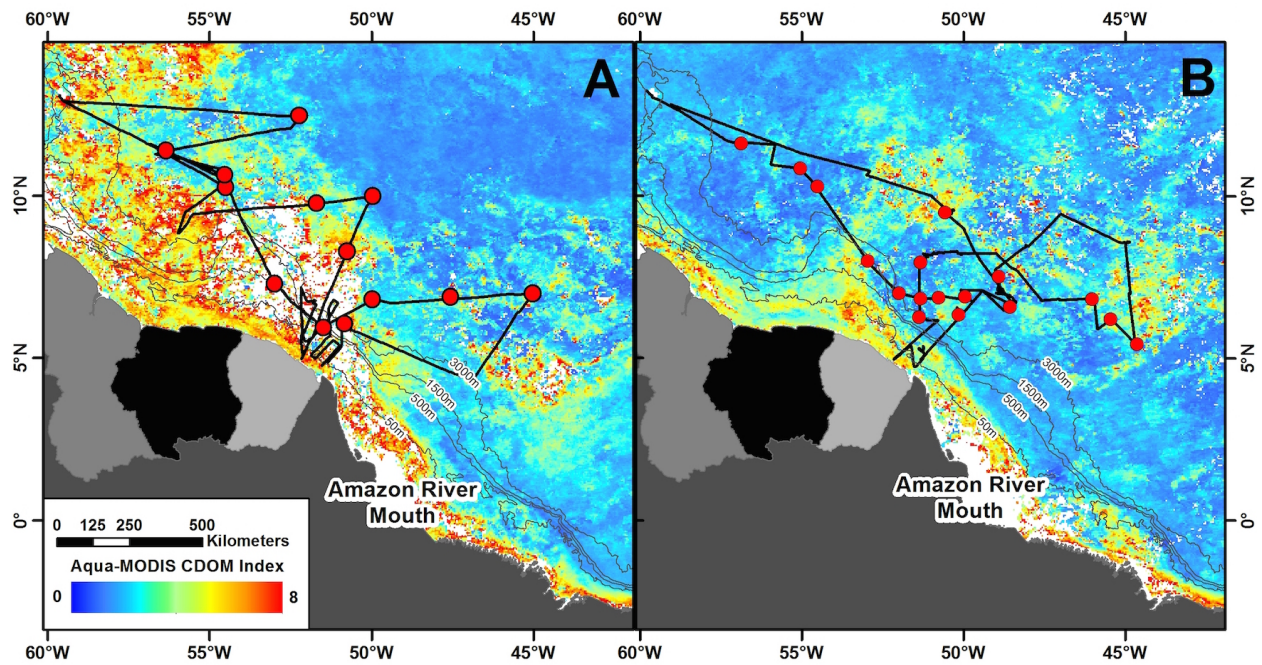 60°W 55°W 50°W 45°W 60°W 55°W 50°W 45°W
A B
10°N 10°N
5°N 5°N
3000m 3000m
1500m 1500m
500m 500m
50m 50m
Amazon River
Mouth
Amazon River
Mouth
0° 0°
0 125 250 500
Kilometers
Aqua-MODIS CDOM Index
0 8
60°W 55°W 50°W 45°W 60°W 55°W 50°W 45°W